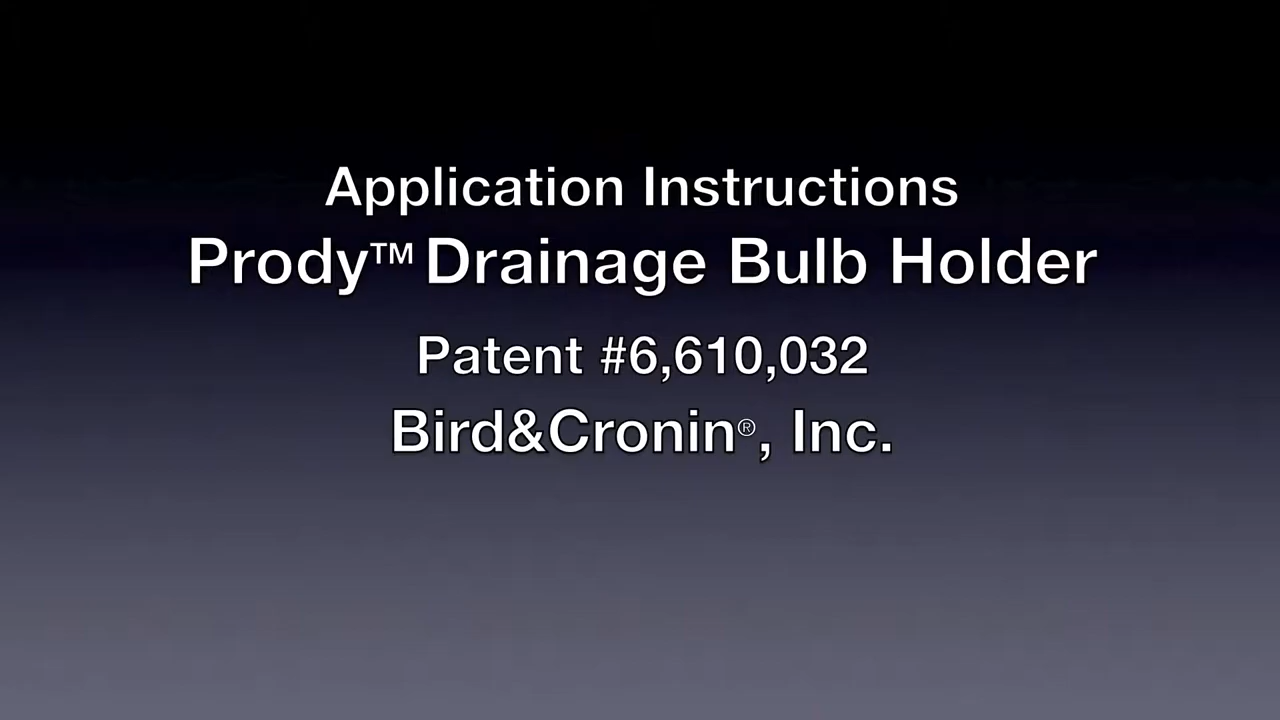 Application Instructions
Prody™ Drainage Bulb Holder
Patent #6,610,032
Bird&Cronin®, Inc.